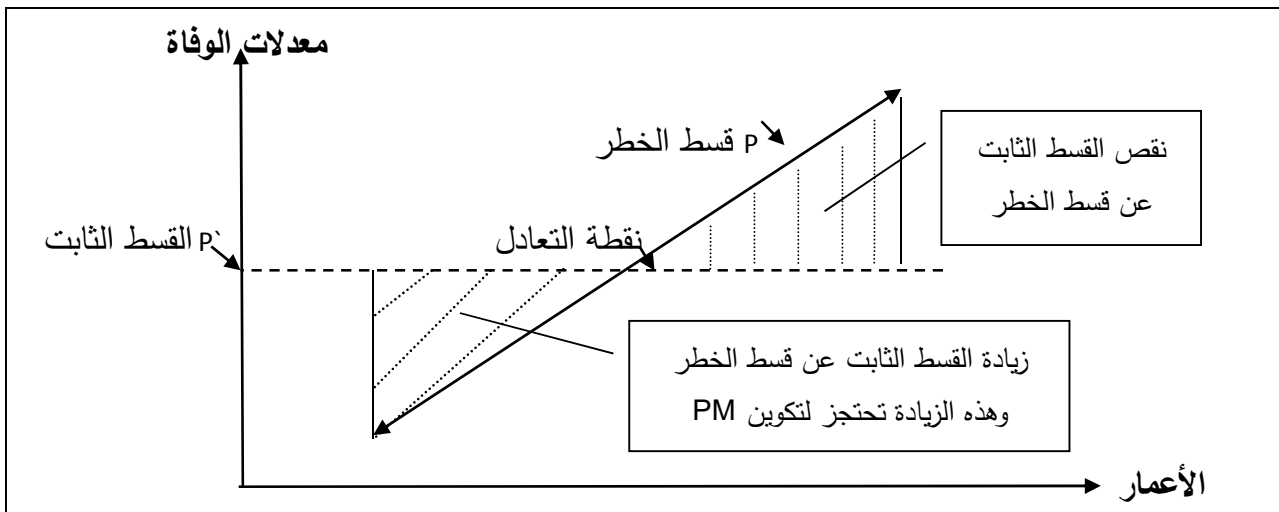 معدلات الوفاة
P قسط الخطر
نقص القسط الثابت
عن قسط الخطر
P` القسط الثابت
نقطة التعادل
زيادة القسط الثابت عن قسط الخطر
وهذه الزيادة تحتجز لتكوين PM
الأعمار